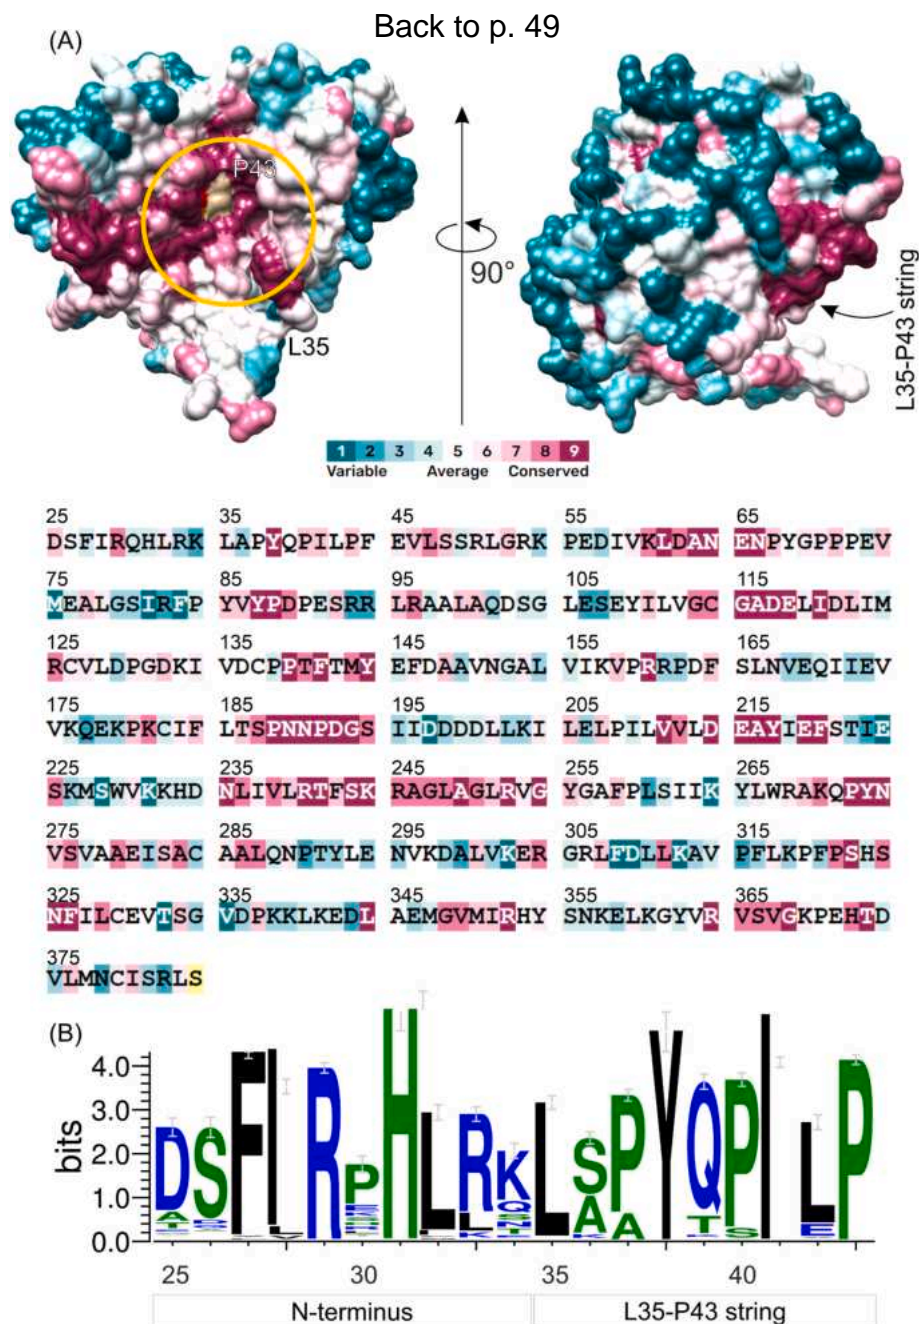 Back to p. 49
(A)
P43
L35
90°
L35-P43 string
1 2 3 4 5 6 7 8 9
Variable Average Conserved
25 35 45 55 65
DSFIRQHLRK LAPYQPILPF EVLSSRLGRK PEDIVKLDAN ENPYGPPPEV
75 85 95 105 115
MEALGSIRFP YVYPDPESRR LRAALAQDSG LESEYILVGC GADELIDLIM
125 135 145 155 165
RCVLDPGDKI VDCPPTFTMY EFDAAVNGAL VIKVPRRPDF SLNVEQIIEV
175 185 195 205 215
VKQEKPKCIF LTSPNNPDGS IIDDDDLLKI LELPILVVLD EAYIEFSTIE
225 235 245 255 265
SKMSWVKKHD NLIVLRTFSK RAGLAGLRVG YGAFPLSIIK YLWRAKQPYN
275 285 295 305 315
VSVAAEISAC AALQNPTYLE NVKDALVKER GRLFDLLKAV PFLKPFPSHS
325 335 345 355 365
NFILCEVTSG VDPKKLKEDL AEMGVMIRHY SNKELKGYVR VSVGKPEHTD
375
VLMNCISRLS
(B)
bits
4.0
3.0
2.0
1.0
0.0
DSFIRPHLRKLSPYQPILP
25 30 35 40
N-terminus L35-P43 string